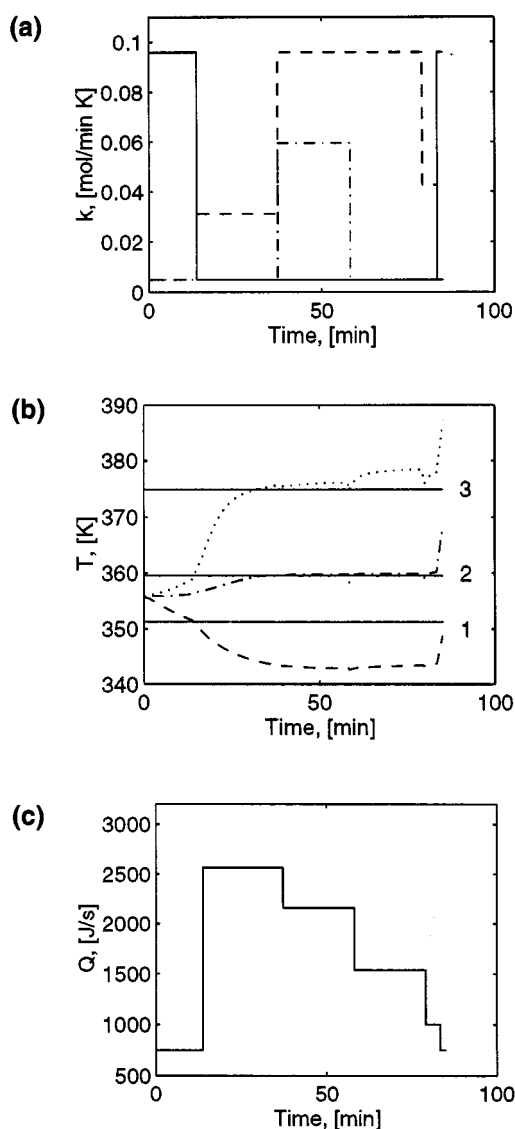 (a)
k, [mol/min K]
0.1
0.08
0.06
0.04
0.02
0
0 50 100
Time, [min]
(b)
T, [K]
390
380
370
360
350
340
3
2
1
0 50 100
Time, [min]
(c)
Q, [J/s]
3000
2500
2000
1500
1000
500
0 50 100
Time, [min]